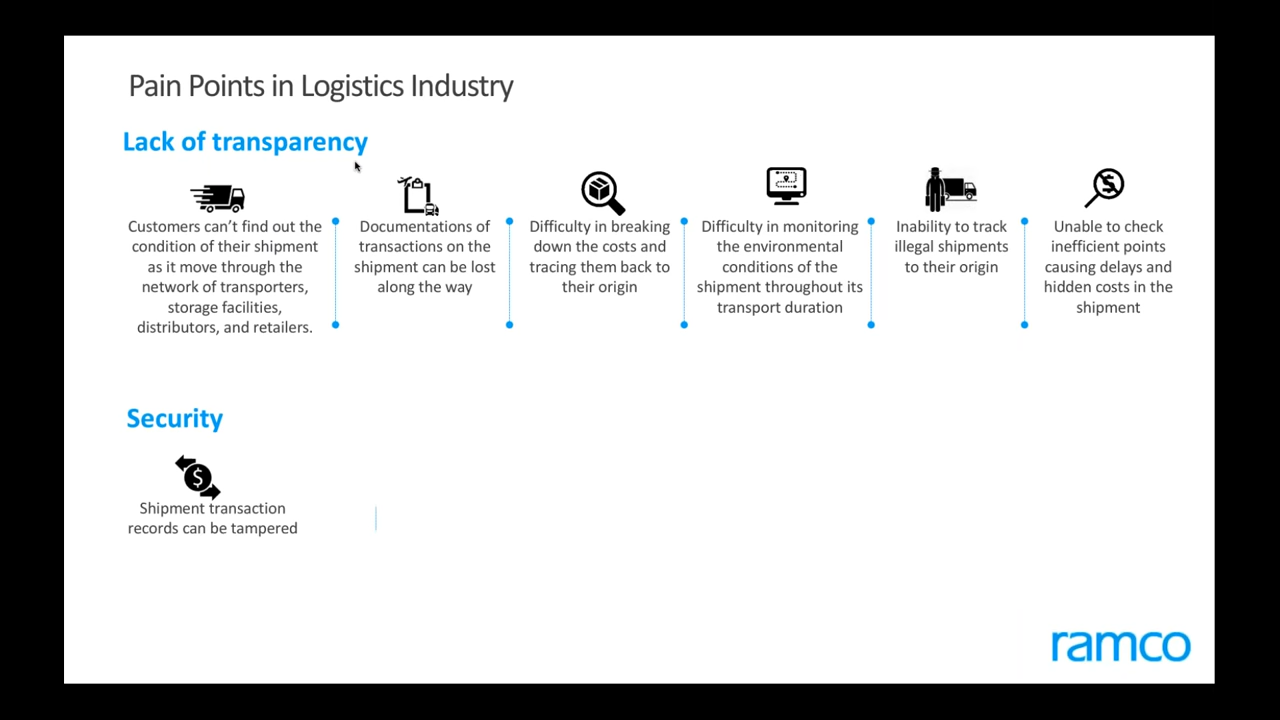 Pain Points in Logistics Industry
Lack of transparency
Customers can't find out the
condition of their shipment
as it move through the
network of transporters,
storage facilities,
distributors, and retailers.
Documentations of
transactions on the
shipment can be lost
along the way
Difficulty in breaking
down the costs and
tracing them back to
their origin
Difficulty in monitoring
the environmental
conditions of the
shipment throughout its
transport duration
Inability to track
illegal shipments
to their origin
Unable to check
inefficient points
causing delays and
hidden costs in the
shipment
Security
Shipment transaction
records can be tampered
ramco